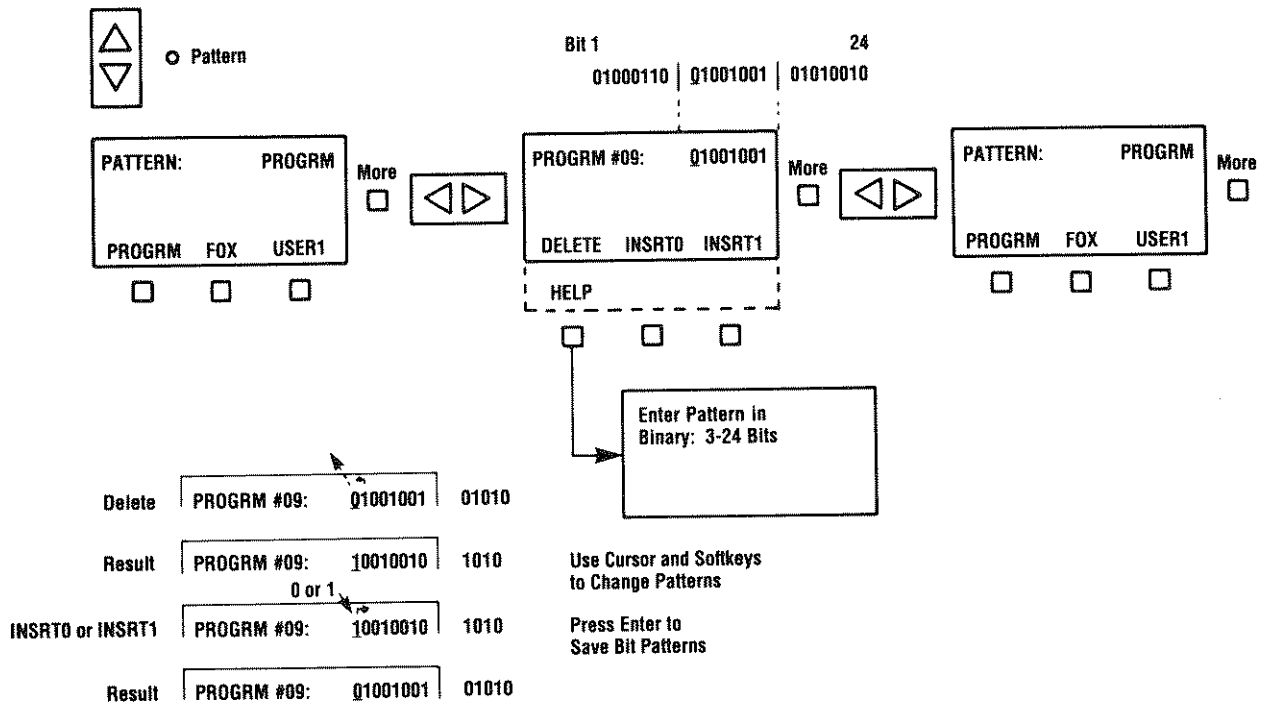 Pattern
Bit 1 24
01000110 01001001 01010010
PATTERN: PROGRM
PROGRM FOX USER1
More
PROGRM #09: 01001001
DELETE INSRT0 INSRT1
HELP
More
PATTERN: PROGRM
PROGRM FOX USER1
More
Enter Pattern in
Binary: 3-24 Bits
Delete PROGRM #09: 01001001 01010
Result PROGRM #09: 10010010 1010
0 or 1
INSRT0 or INSRT1 PROGRM #09: 10010010 1010
Result PROGRM #09: 01001001 01010
Use Cursor and Softkeys
to Change Patterns
Press Enter to
Save Bit Patterns